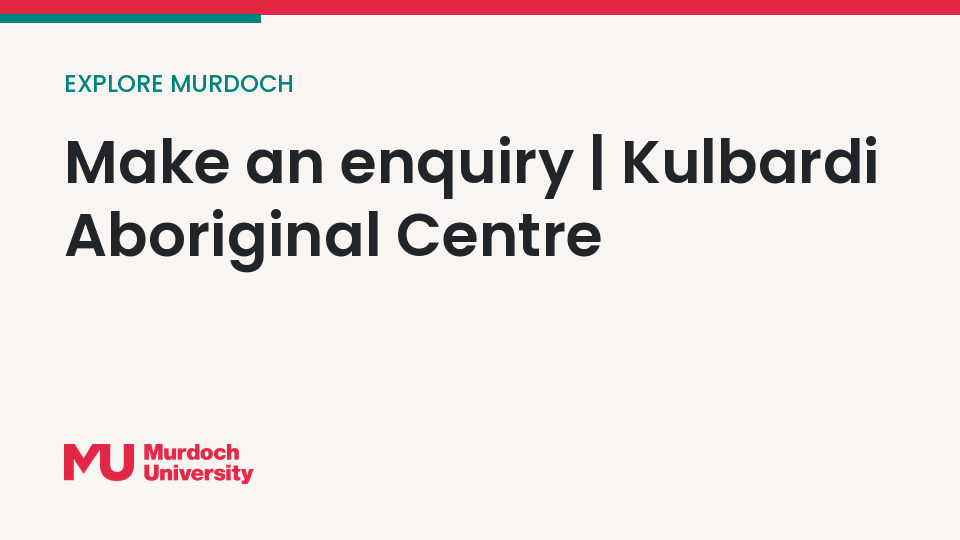 EXPLORE MURDOCH
Make an enquiry | Kulbardi
Aboriginal Centre
MU Murdoch
University